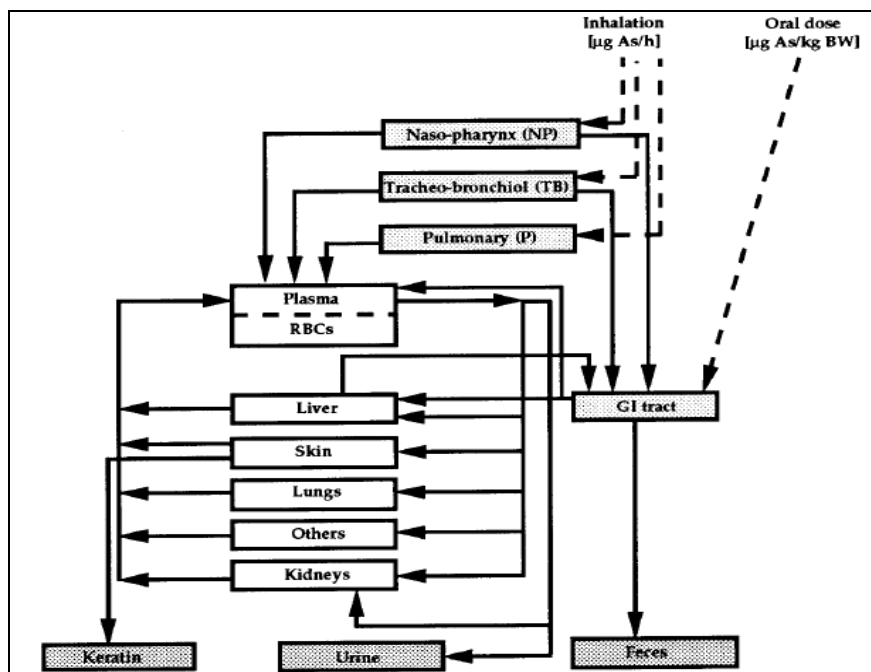 Inhalation
[µg As/h]
Oral dose
[µg As/kg BW]
Naso-pharynx (NP)
Tracheo-bronchiol (TB)
Pulmonary (P)
Plasma
RBCs
Liver
GI tract
Skin
Lungs
Others
Kidneys
Keratin
Urine
Feces